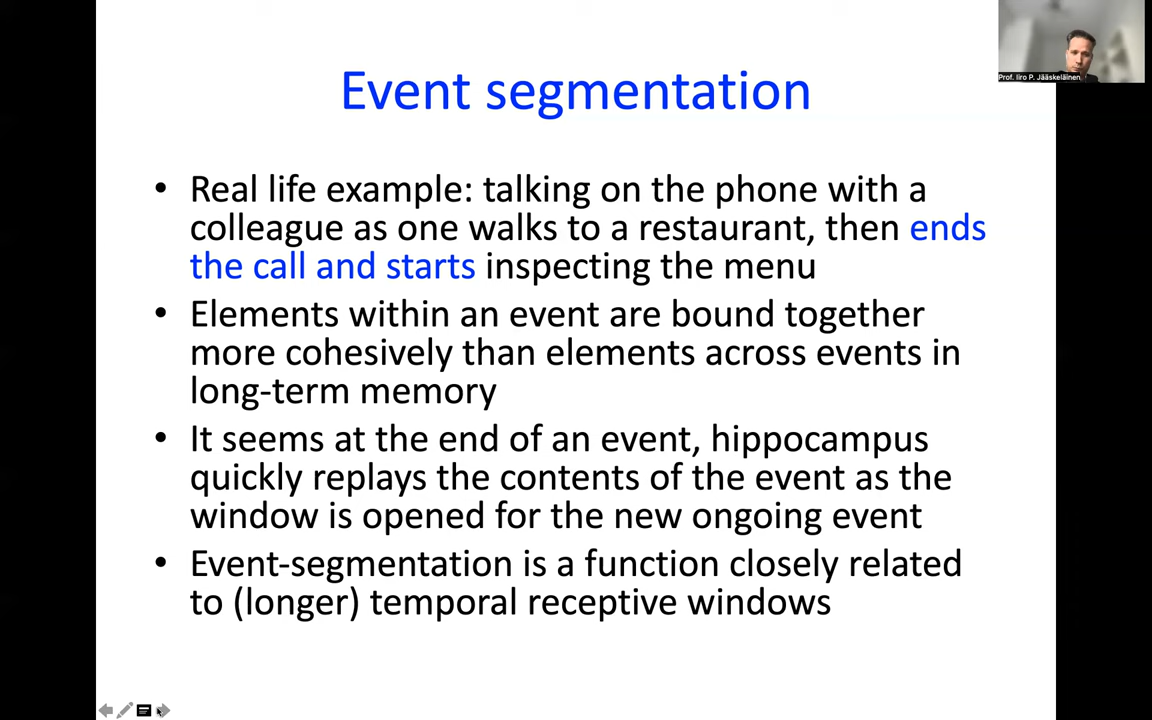 Prof. Iiro P. Jääskeläinen
Event segmentation
• Real life example: talking on the phone with a
colleague as one walks to a restaurant, then ends
the call and starts inspecting the menu
• Elements within an event are bound together
more cohesively than elements across events in
long-term memory
• It seems at the end of an event, hippocampus
quickly replays the contents of the event as the
window is opened for the new ongoing event
• Event-segmentation is a function closely related
to (longer) temporal receptive windows